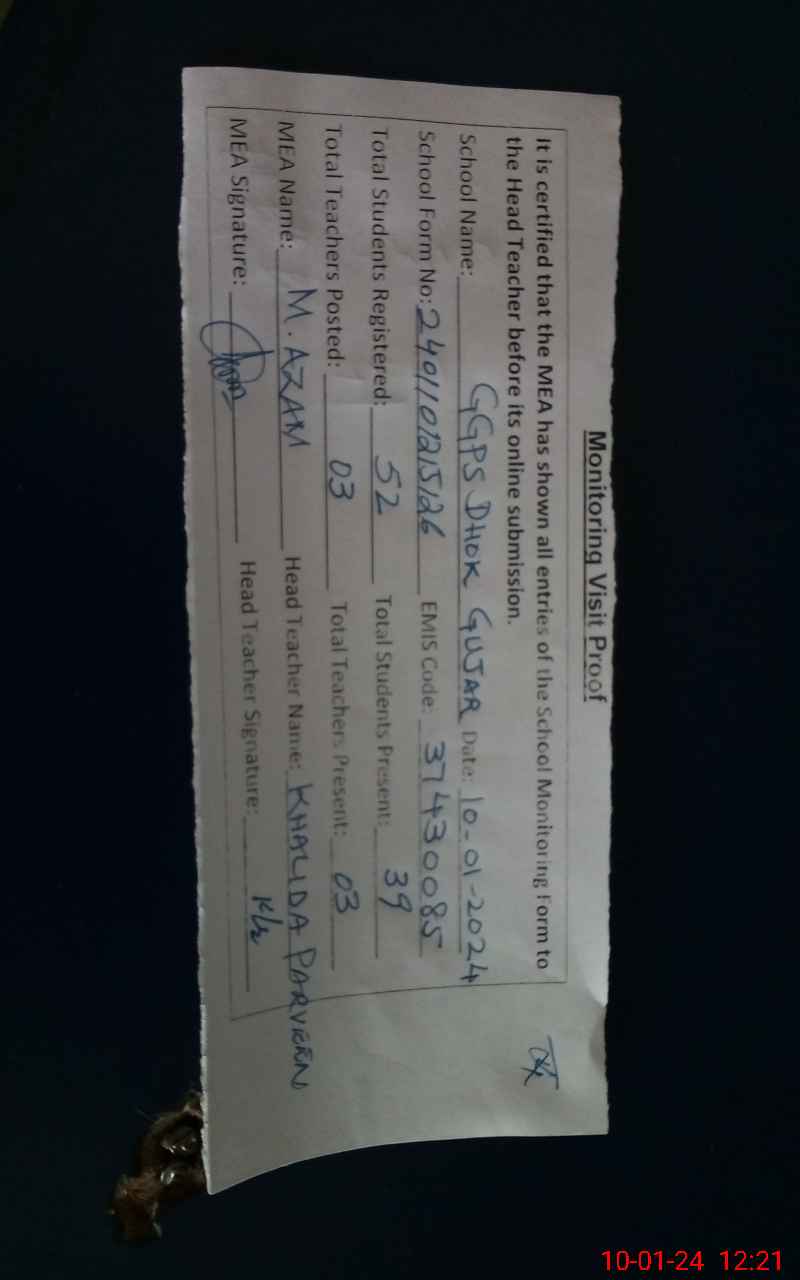 Monitoring Visit Proof
It is certified that the MEA has shown all entries of the School Monitoring Form to
the Head Teacher before its online submission.
School Name: GGPS DHOK GUJAR Date: 10-01-2024
School Form No: EMIS Code: 37430085
Total Students Registered: 52 Total Students Present: 39
Total Teachers Posted: 03 Total Teachers Present: 03
MEA Name: M. AZAM Head Teacher Name: KHALIDA PARVEEN
MEA Signature: Head Teacher Signature:
10-01-24 12:21